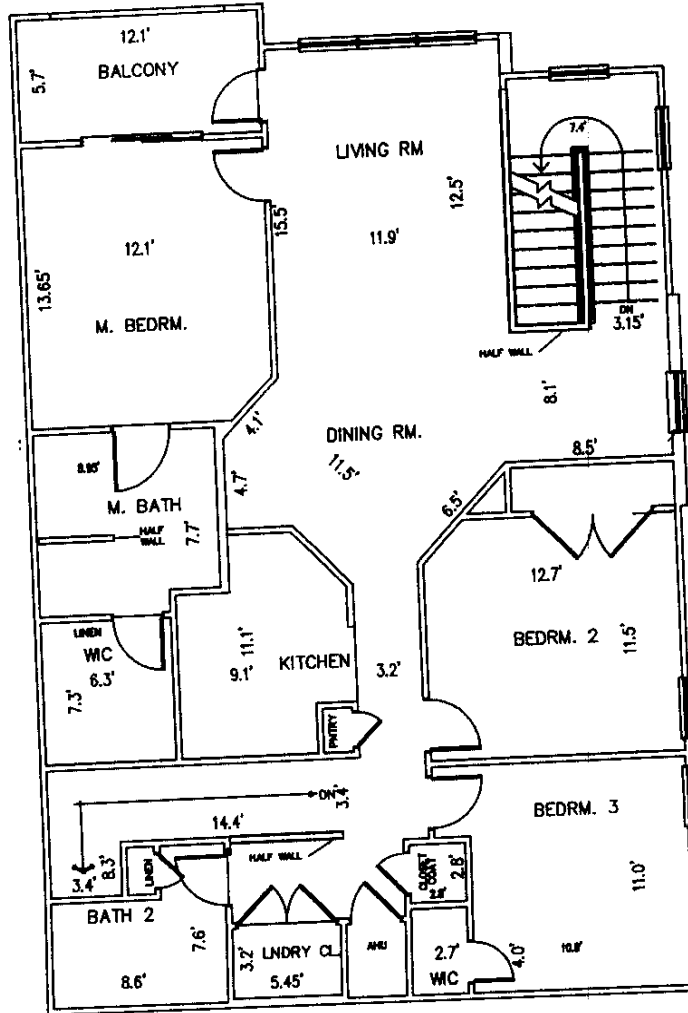 12.1'
BALCONY
5.7'
LIVING RM
7.4'
12.5'
15.5'
11.9'
12.1'
13.65'
M. BEDRM.
DN
3.15'
HALF WALL
8.1'
4.1'
DINING RM.
11.5'
8.5'
4.7'
6.5'
M. BATH
HALF
WALL
7.7'
12.7'
11.1'
9.1'
KITCHEN
BEDRM. 2
11.5'
3.2'
LINEN
WIC
6.3'
7.3'
PNTRY
DN
3.4'
14.4'
BEDRM. 3
HALF WALL
8.3'
3.4'
LINEN
CLOSET
COAT
2.8'
2.8'
11.0'
BATH 2
7.6'
3.2'
LNDRY CL
5.45'
AHU
2.7'
WIC
4.0'
8.6'